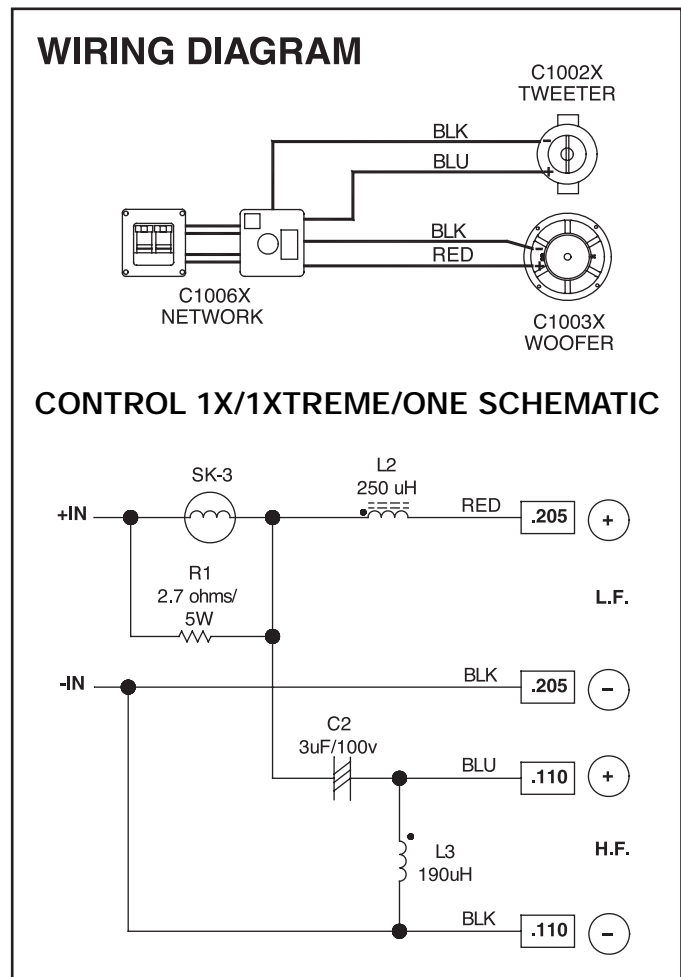 WIRING DIAGRAM
C1002X
TWEETER
BLK
BLU
BLK
RED
C1006X
NETWORK
C1003X
WOOFER
CONTROL 1X/1XTREME/ONE SCHEMATIC
SK-3
L2
250 uH
+IN
RED
.205
+
R1
2.7 ohms/
5W
L.F.
-IN
BLK
.205
–
C2
3uF/100v
BLU
.110
+
L3
190uH
H.F.
BLK
.110
–